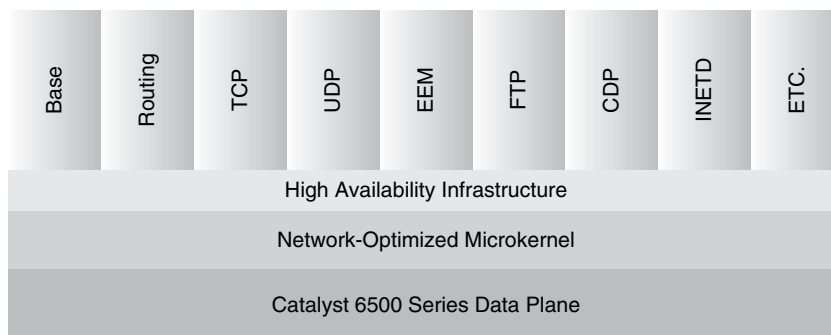 Base
Routing
TCP
UDP
EEM
FTP
CDP
INETD
ETC.
High Availability Infrastructure
Network-Optimized Microkernel
Catalyst 6500 Series Data Plane